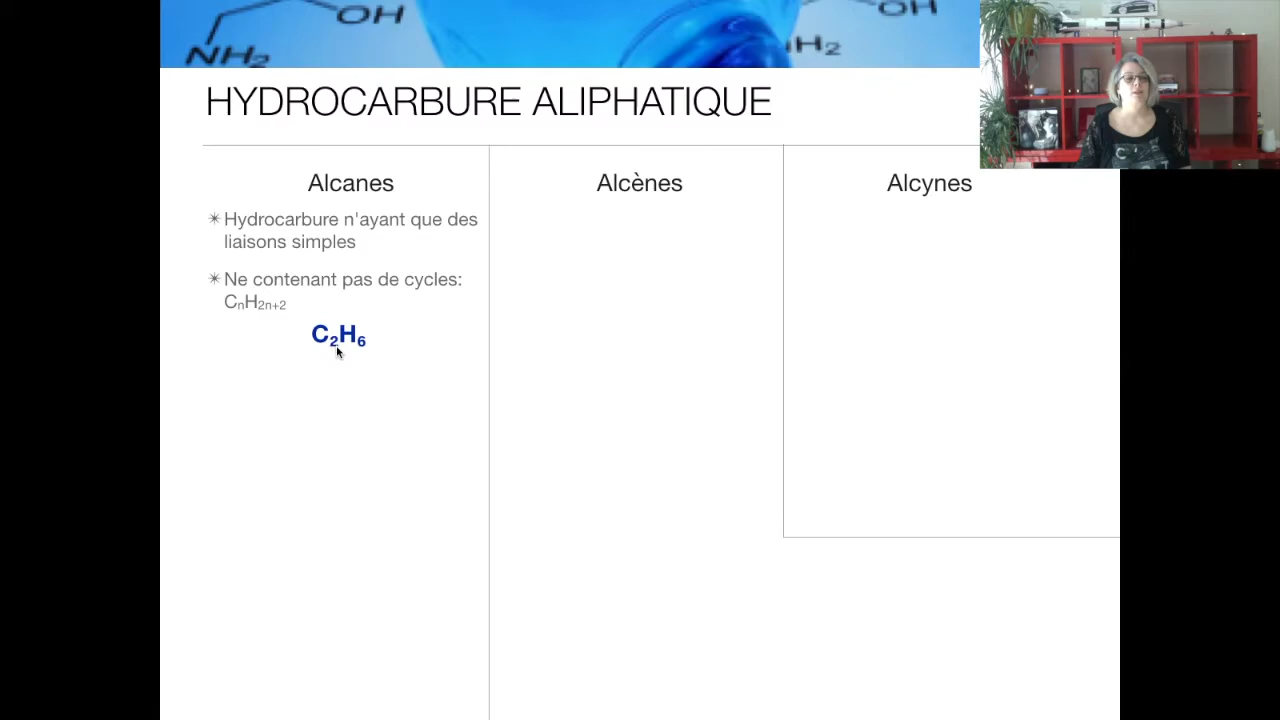 OH
NH₂
OH
H₂
HYDROCARBURE ALIPHATIQUE
Alcanes
✴ Hydrocarbure n'ayant que des
liaisons simples
✴ Ne contenant pas de cycles:
CₙH₂ₙ₊₂
C₂H₆
Alcènes
Alcynes